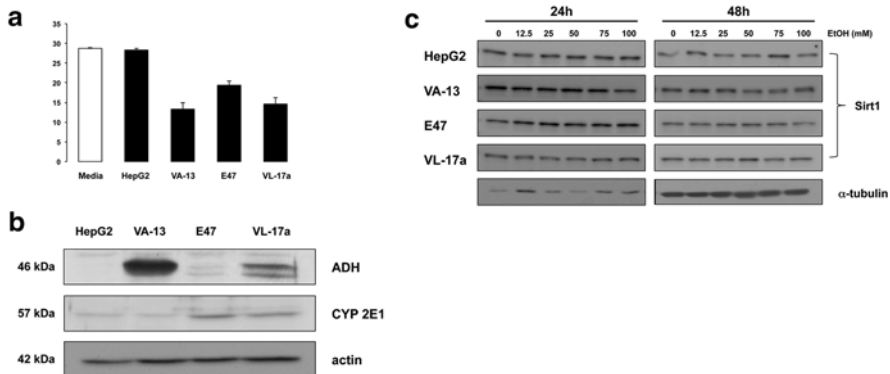 a
35
30
25
20
15
10
5
0
Media HepG2 VA-13 E47 VL-17a
b
HepG2 VA-13 E47 VL-17a
46 kDa ADH
57 kDa CYP 2E1
42 kDa actin
c
24h 48h
0 12.5 25 50 75 100 0 12.5 25 50 75 100 EtOH (mM)
HepG2
VA-13
Sirt1
E47
VL-17a
α-tubulin